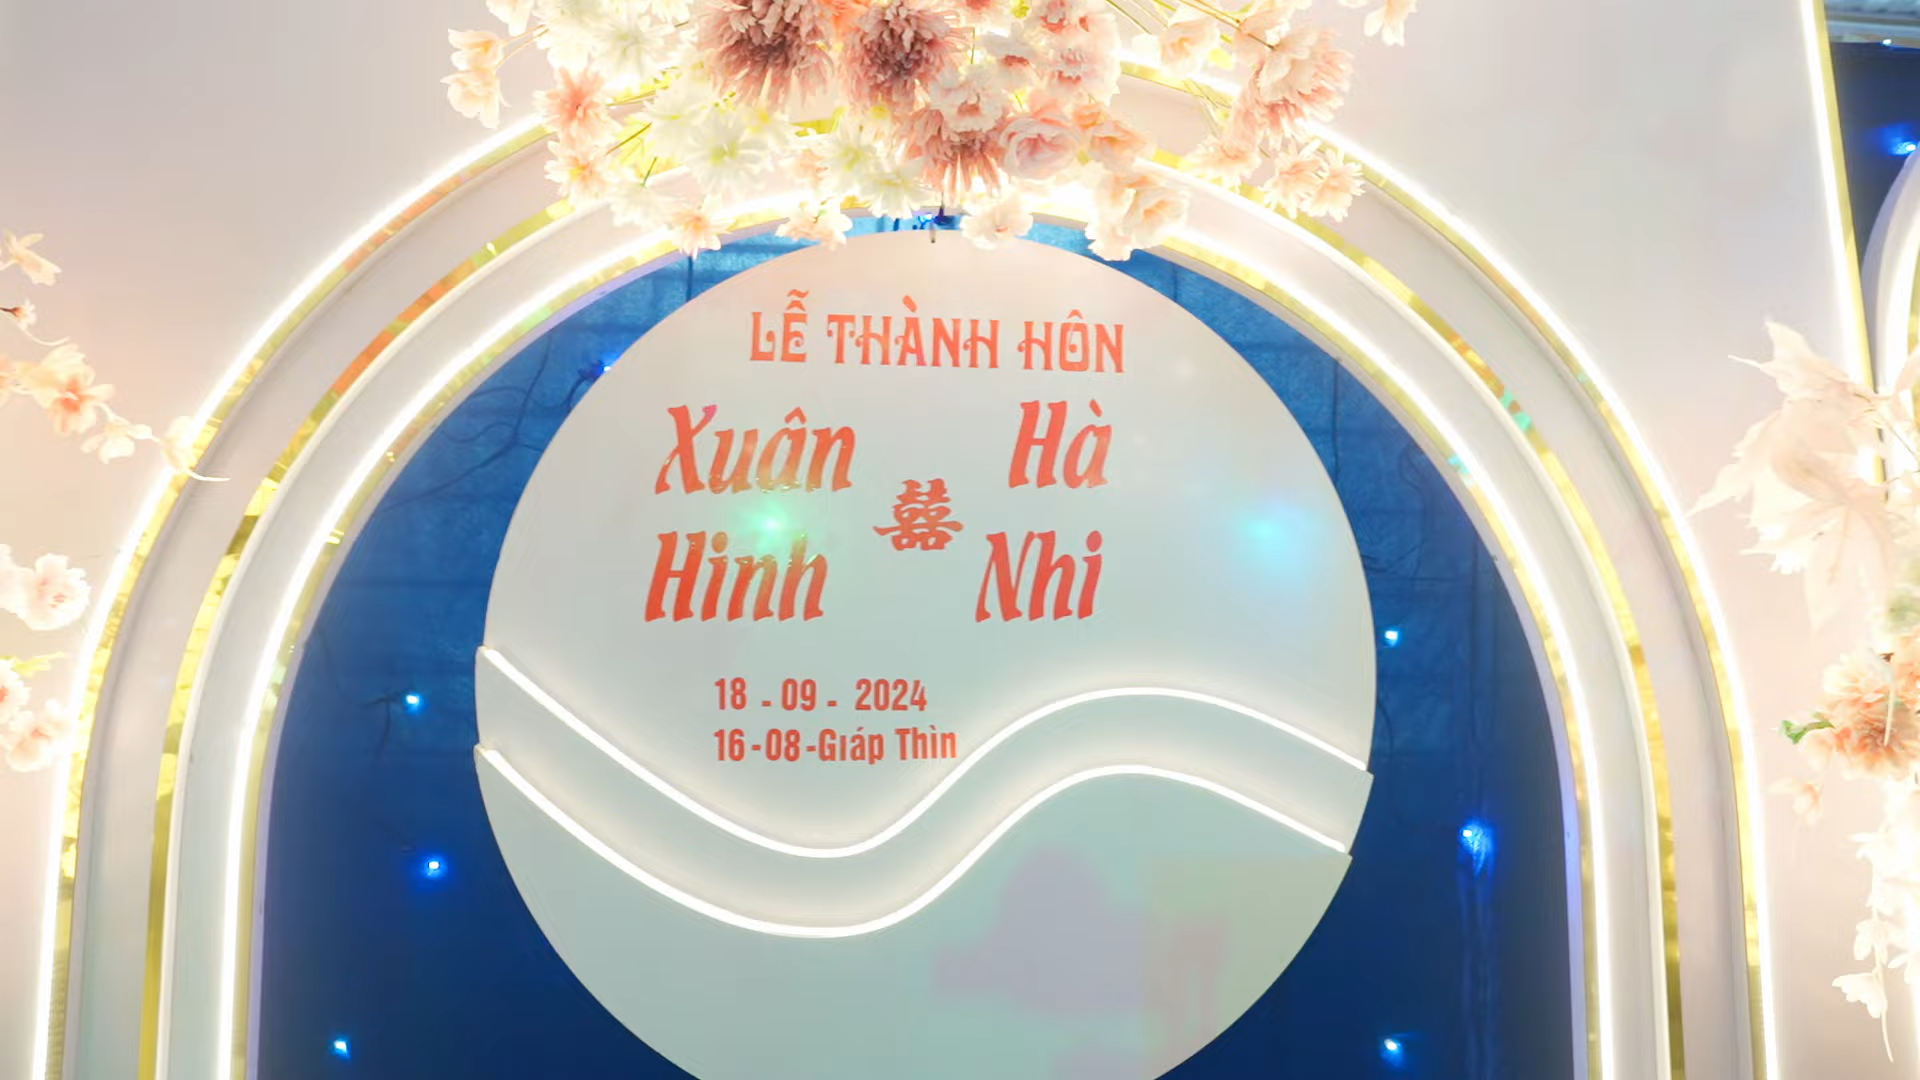 LỄ THÀNH HÔN
Xuân Hinh
囍
Hà Nhi
18 - 09 - 2024
16-08-Giáp Thìn